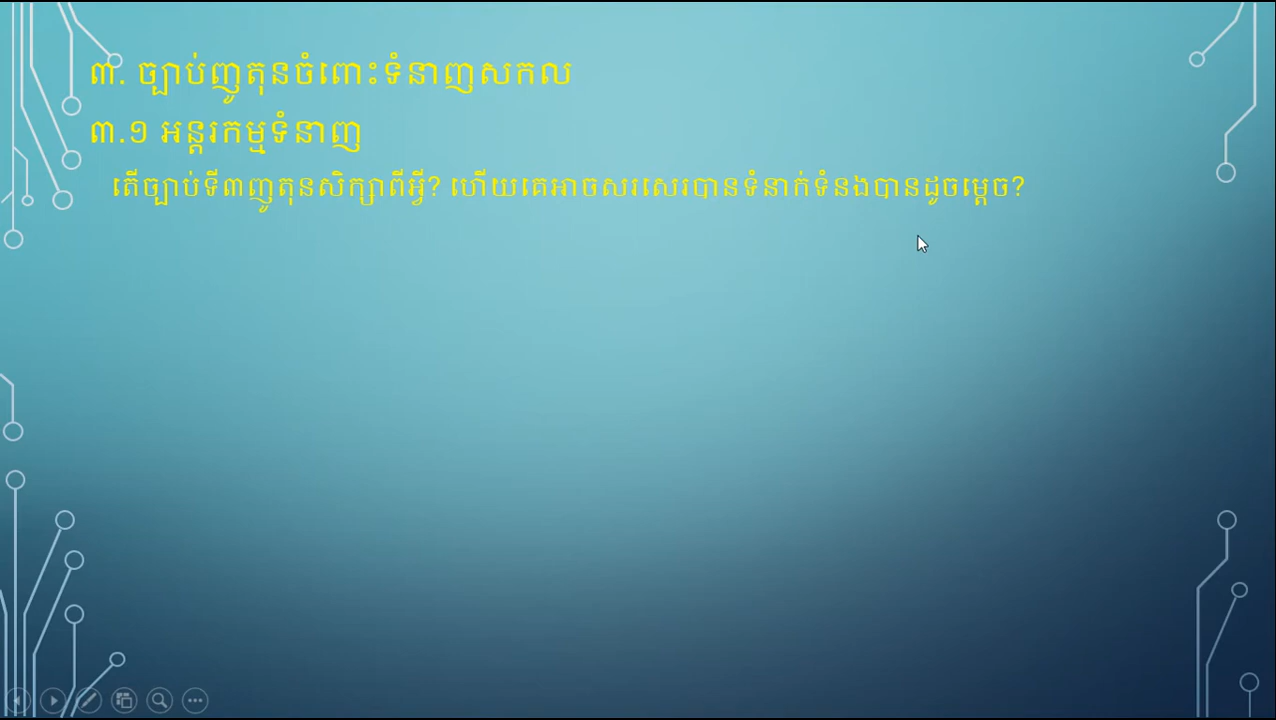 ៣. ច្បាប់ញូតុនចំពោះទំនាញសកល
៣.១ អន្តរកម្មទំនាញ
តើច្បាប់ទី៣ញូតុនសិក្សាពីអ្វី? ហើយគេអាចសរសេរបានទំនាក់ទំនងបានដូចម្តេច?